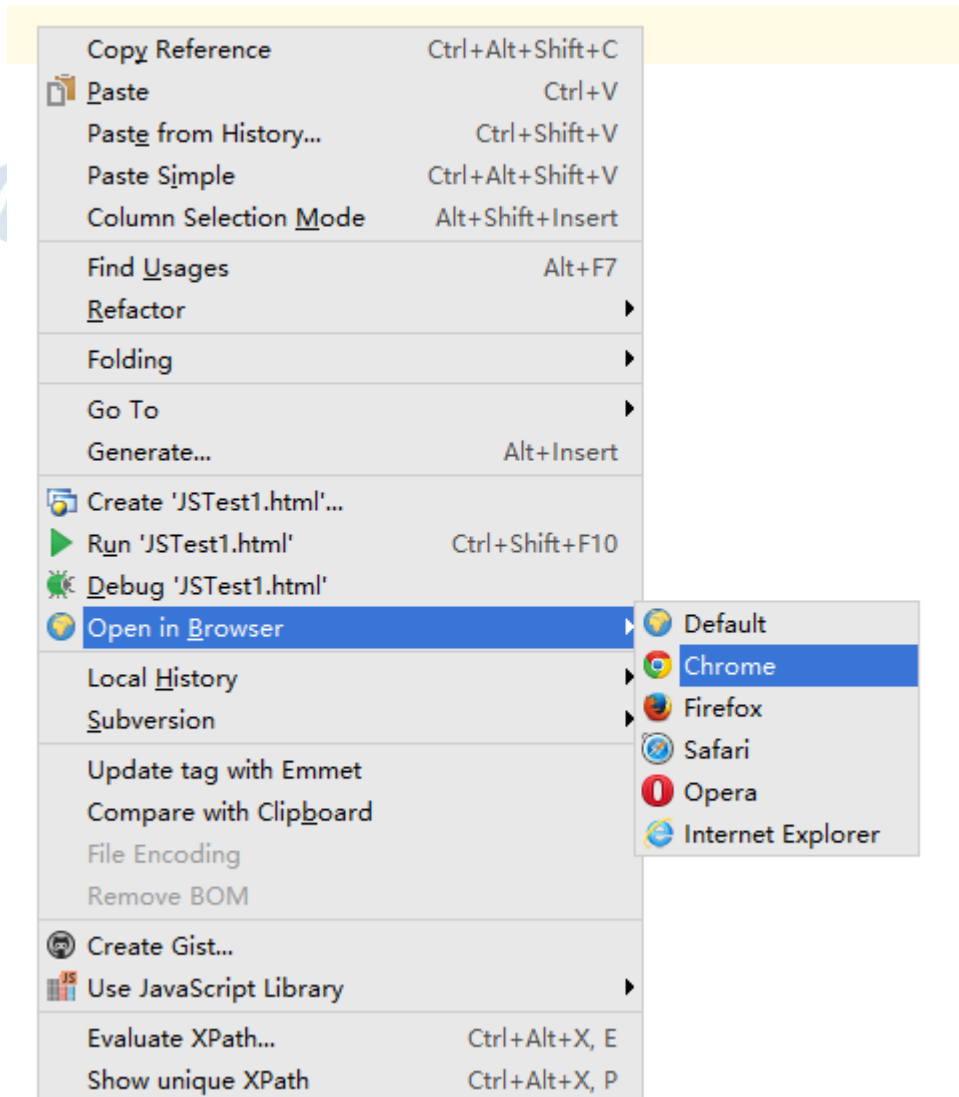 Copy Reference Ctrl+Alt+Shift+C
Paste Ctrl+V
Paste from History... Ctrl+Shift+V
Paste Simple Ctrl+Alt+Shift+V
Column Selection Mode Alt+Shift+Insert
Find Usages Alt+F7
Refactor
Folding
Go To
Generate... Alt+Insert
Create 'JSTest1.html'...
Run 'JSTest1.html' Ctrl+Shift+F10
Debug 'JSTest1.html'
Open in Browser
Default
Chrome
Firefox
Safari
Opera
Internet Explorer
Local History
Subversion
Update tag with Emmet
Compare with Clipboard
File Encoding
Remove BOM
Create Gist...
JS Use JavaScript Library
Evaluate XPath... Ctrl+Alt+X, E
Show unique XPath Ctrl+Alt+X, P